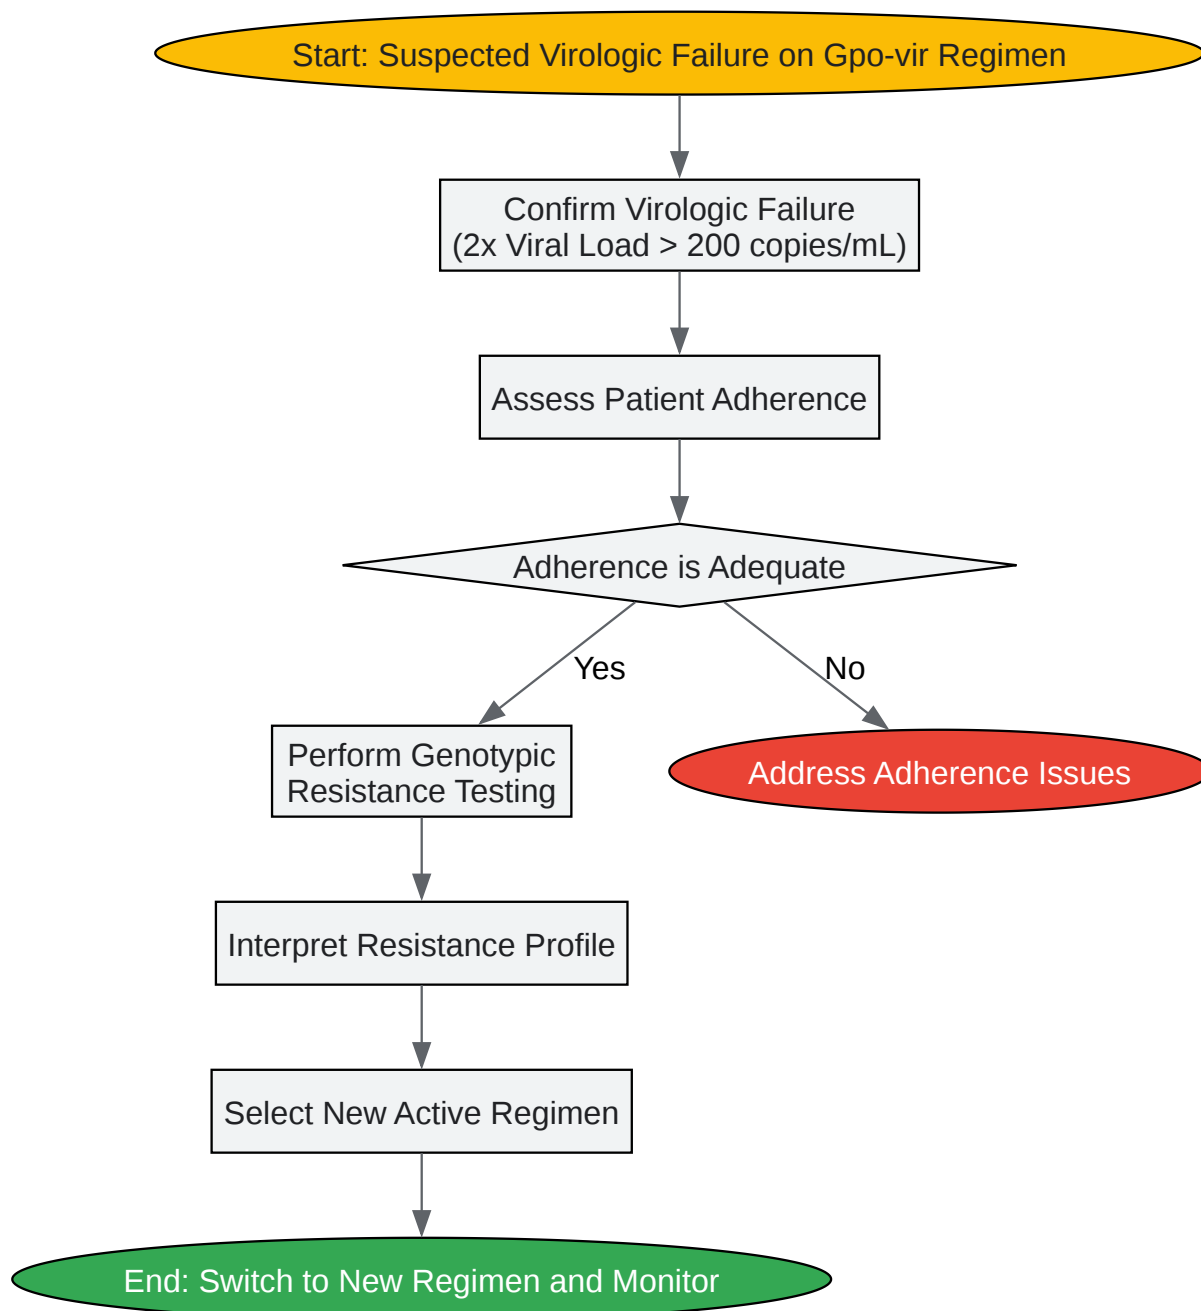 Start: Suspected Virologic Failure on Gpo-vir Regimen
Confirm Virologic Failure
(2x Viral Load > 200 copies/mL)
Assess Patient Adherence
Adherence is Adequate
Yes
No
Perform Genotypic
Resistance Testing
Address Adherence Issues
Interpret Resistance Profile
Select New Active Regimen
End: Switch to New Regimen and Monitor